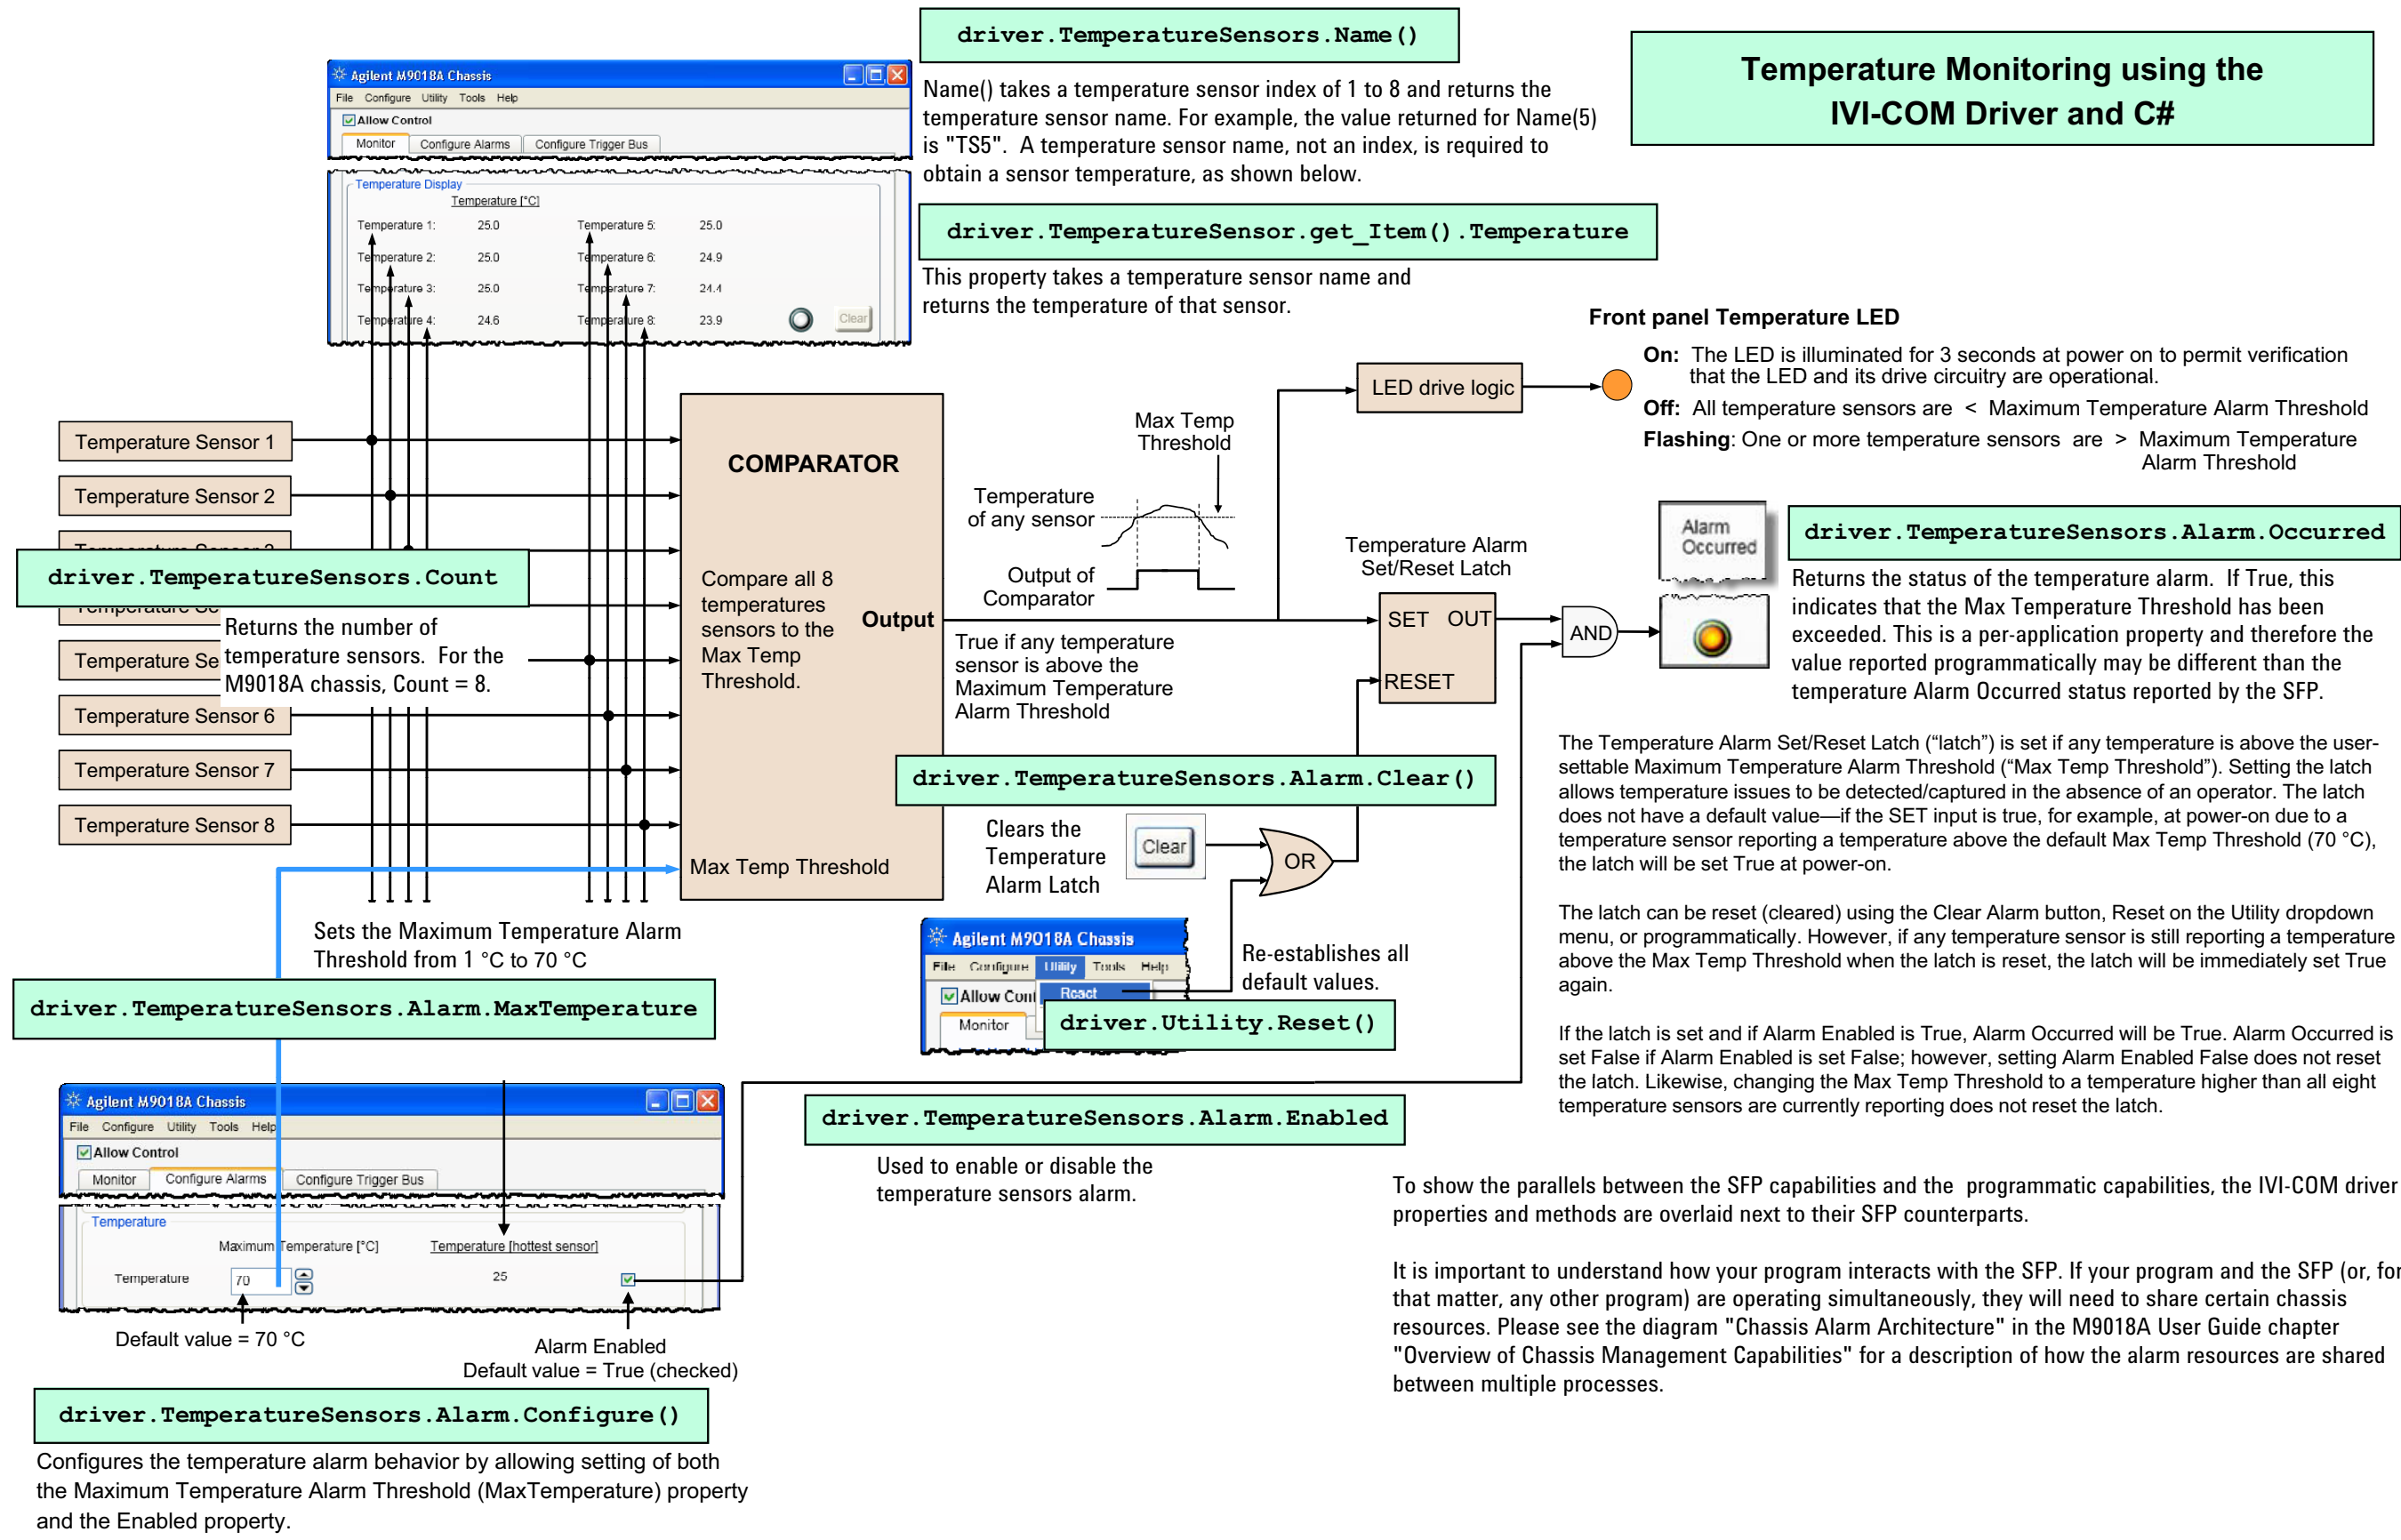 driver.TemperatureSensors.Name()
Temperature Monitoring using the
IVI-COM Driver and C#
Agilent M9018A Chassis
File Configure Utility Tools Help
Allow Control
Monitor Configure Alarms Configure Trigger Bus
Temperature Display
Temperature [°C]
Temperature 1: 25.0 Temperature 5: 25.0
Temperature 2: 25.0 Temperature 6: 24.9
Temperature 3: 25.0 Temperature 7: 24.4
Temperature 4: 24.6 Temperature 8: 23.9 Clear
Name() takes a temperature sensor index of 1 to 8 and returns the
temperature sensor name. For example, the value returned for Name(5)
is "TS5". A temperature sensor name, not an index, is required to
obtain a sensor temperature, as shown below.
driver.TemperatureSensor.get_Item().Temperature
This property takes a temperature sensor name and
returns the temperature of that sensor.
Front panel Temperature LED
On: The LED is illuminated for 3 seconds at power on to permit verification
that the LED and its drive circuitry are operational.
Off: All temperature sensors are < Maximum Temperature Alarm Threshold
Flashing: One or more temperature sensors are > Maximum Temperature
Alarm Threshold
LED drive logic
Temperature Sensor 1
Temperature Sensor 2
driver.TemperatureSensors.Count
Returns the number of
temperature sensors. For the
M9018A chassis, Count = 8.
Temperature Se
Temperature Sensor 6
Temperature Sensor 7
Temperature Sensor 8
COMPARATOR
Compare all 8
temperatures
sensors to the
Max Temp
Threshold.
Output
Max Temp Threshold
Max Temp
Threshold
Temperature
of any sensor
Output of
Comparator
True if any temperature
sensor is above the
Maximum Temperature
Alarm Threshold
Temperature Alarm
Set/Reset Latch
SET OUT
RESET
AND
Alarm
Occurred
driver.TemperatureSensors.Alarm.Occurred
Returns the status of the temperature alarm. If True, this
indicates that the Max Temperature Threshold has been
exceeded. This is a per-application property and therefore the
value reported programmatically may be different than the
temperature Alarm Occurred status reported by the SFP.
driver.TemperatureSensors.Alarm.Clear()
Clears the
Temperature
Alarm Latch
Clear
OR
The Temperature Alarm Set/Reset Latch (“latch”) is set if any temperature is above the user-
settable Maximum Temperature Alarm Threshold (“Max Temp Threshold”). Setting the latch
allows temperature issues to be detected/captured in the absence of an operator. The latch
does not have a default value—if the SET input is true, for example, at power-on due to a
temperature sensor reporting a temperature above the default Max Temp Threshold (70 °C),
the latch will be set True at power-on.
The latch can be reset (cleared) using the Clear Alarm button, Reset on the Utility dropdown
menu, or programmatically. However, if any temperature sensor is still reporting a temperature
above the Max Temp Threshold when the latch is reset, the latch will be immediately set True
again.
If the latch is set and if Alarm Enabled is True, Alarm Occurred will be True. Alarm Occurred is
set False if Alarm Enabled is set False; however, setting Alarm Enabled False does not reset
the latch. Likewise, changing the Max Temp Threshold to a temperature higher than all eight
temperature sensors are currently reporting does not reset the latch.
Sets the Maximum Temperature Alarm
Threshold from 1 °C to 70 °C
driver.TemperatureSensors.Alarm.MaxTemperature
Agilent M9018A Chassis
File Configure Utility Tools Help
Allow Cont Reset
Monitor
Re-establishes all
default values.
driver.Utility.Reset()
Agilent M9018A Chassis
File Configure Utility Tools Help
Allow Control
Monitor Configure Alarms Configure Trigger Bus
Temperature
Maximum Temperature [°C] Temperature [hottest sensor]
Temperature 70 25
Default value = 70 °C
Alarm Enabled
Default value = True (checked)
driver.TemperatureSensors.Alarm.Enabled
Used to enable or disable the
temperature sensors alarm.
To show the parallels between the SFP capabilities and the programmatic capabilities, the IVI-COM driver
properties and methods are overlaid next to their SFP counterparts.
It is important to understand how your program interacts with the SFP. If your program and the SFP (or, for
that matter, any other program) are operating simultaneously, they will need to share certain chassis
resources. Please see the diagram "Chassis Alarm Architecture" in the M9018A User Guide chapter
"Overview of Chassis Management Capabilities" for a description of how the alarm resources are shared
between multiple processes.
driver.TemperatureSensors.Alarm.Configure()
Configures the temperature alarm behavior by allowing setting of both
the Maximum Temperature Alarm Threshold (MaxTemperature) property
and the Enabled property.